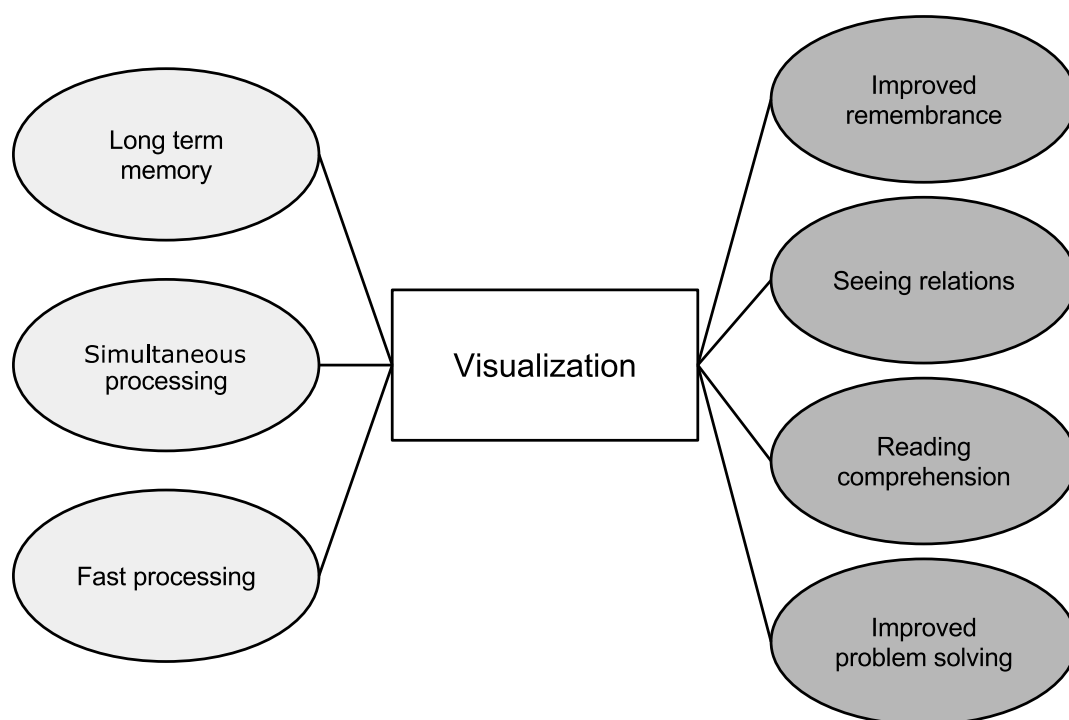 Long term
memory
Simultaneous
processing
Fast processing
Visualization
Improved
remembrance
Seeing relations
Reading
comprehension
Improved
problem solving